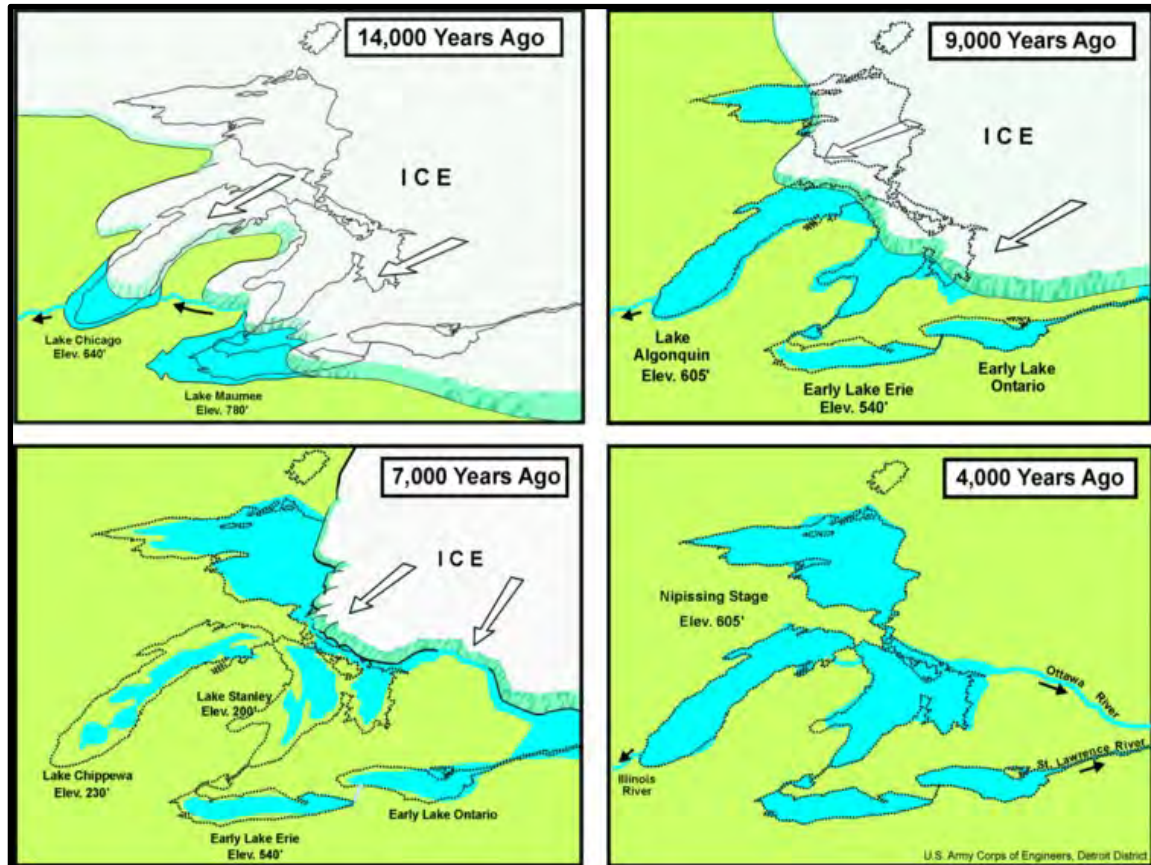 14,000 Years Ago
ICE
Lake Chicago
Elev. 640'
Lake Maumee
Elev. 780'
9,000 Years Ago
ICE
Lake
Algonquin
Elev. 605'
Early Lake
Ontario
Early Lake Erie
Elev. 540'
7,000 Years Ago
ICE
Lake Stanley
Elev. 200'
Lake Chippewa
Elev. 230'
Early Lake Ontario
Early Lake Erie
Elev. 540'
4,000 Years Ago
Nipissing Stage
Elev. 605'
Ottawa
River
St. Lawrence River
Illinois
River
U.S. Army Corps of Engineers, Detroit District